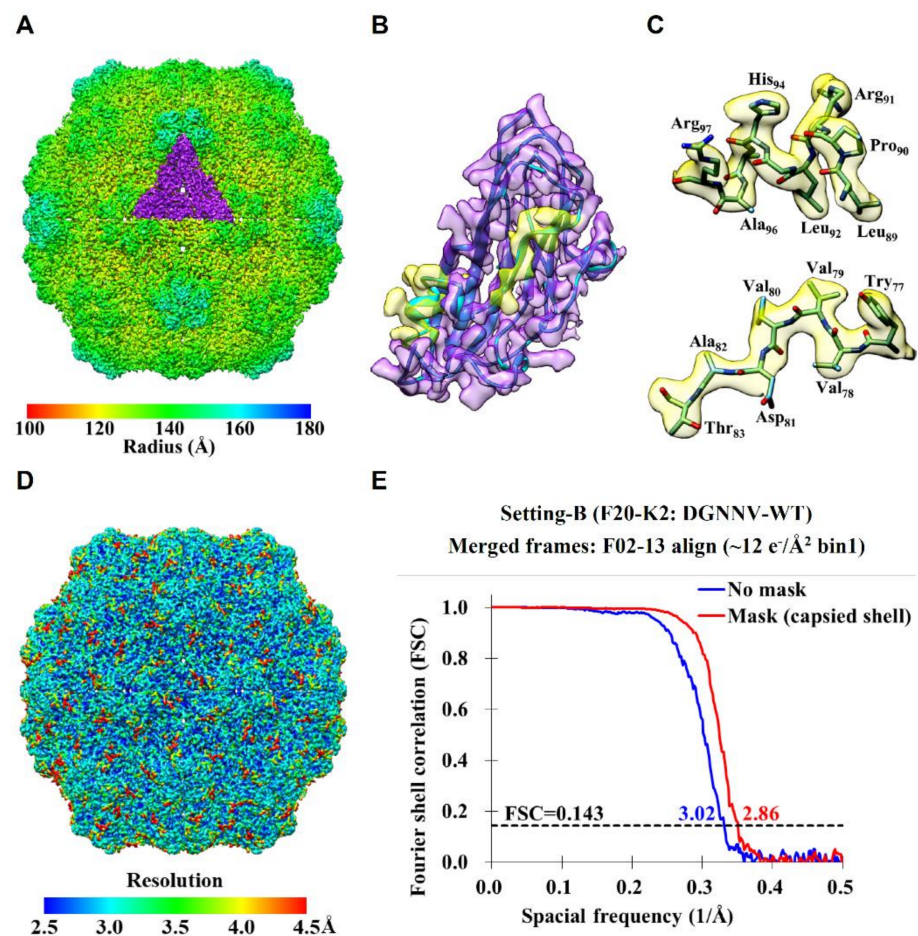 A
B
C
His94
Arg91
Arg97
Pro90
Ala96
Leu92
Leu89
Val79
Try77
Val80
Ala82
Val78
Asp81
Thr83
100 120 140 160 180
Radius (Å)
D
Resolution
2.5 3.0 3.5 4.0 4.5Å
E
Setting-B (F20-K2: DGNNV-WT)
Merged frames: F02-13 align (~12 e-/Å2 bin1)
No mask
Mask (capsied shell)
Fourier shell correlation (FSC)
1.0
0.8
0.6
0.4
0.2
0.0
FSC=0.143
3.02
2.86
0.0 0.1 0.2 0.3 0.4 0.5
Spacial frequency (1/Å)